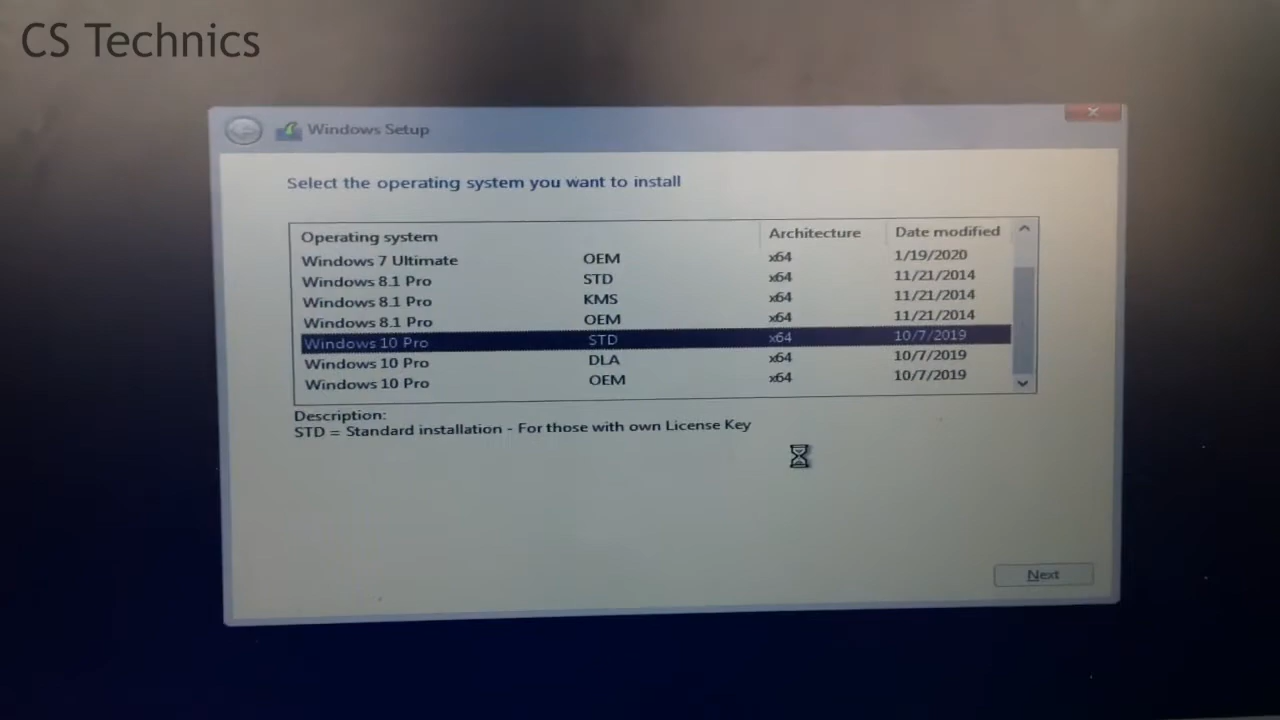 CS Technics
Windows Setup
Select the operating system you want to install
Operating system Architecture Date modified
Windows 7 Ultimate OEM x64 1/19/2020
Windows 8.1 Pro STD x64 11/21/2014
Windows 8.1 Pro KMS x64 11/21/2014
Windows 8.1 Pro OEM x64 11/21/2014
Windows 10 Pro STD x64 10/7/2019
Windows 10 Pro DLA x64 10/7/2019
Windows 10 Pro OEM x64 10/7/2019
Description:
STD = Standard installation - For those with own License Key
Next